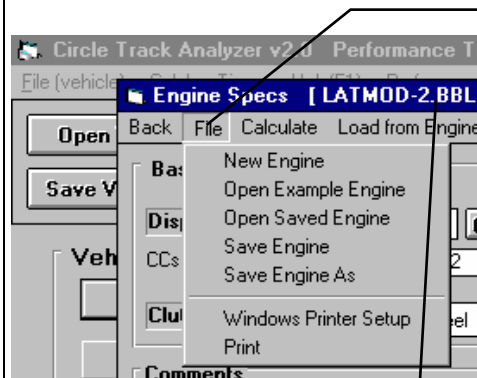 Circle Track Analyzer v2.0 Performance T
File (vehicle)
Engine Specs [ LATMOD-2.BBL
Back File Calculate Load from Engine
Open
Save V
Bas
New Engine
Open Example Engine
Open Saved Engine
Save Engine
Save Engine As
Windows Printer Setup
Print
Disp
CCs
2
Veh
Clut
eel
Comments